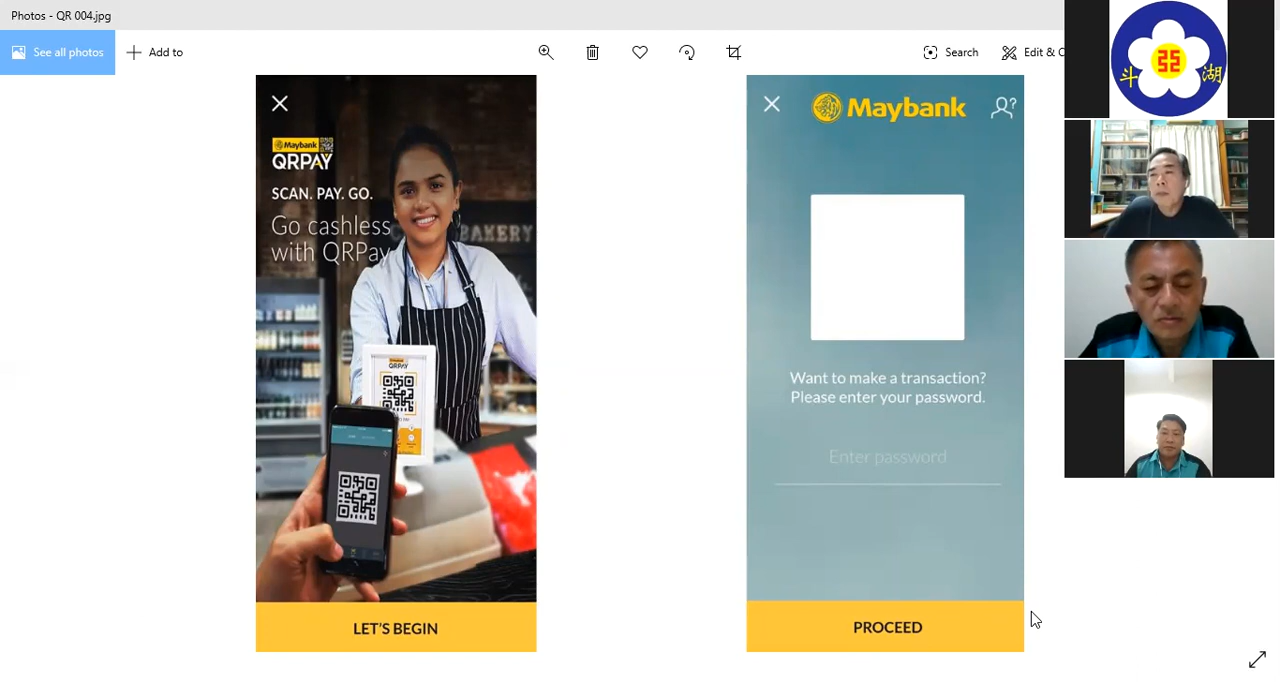 Photos - QR 004.jpg
See all photos
Add to
Search
Edit & C
Maybank
QRPAY
SCAN. PAY. GO.
Go cashless
with QRPay
BAKERY
QRPAY
LET'S BEGIN
Maybank
Want to make a transaction?
Please enter your password.
Enter password
PROCEED
斗 湖